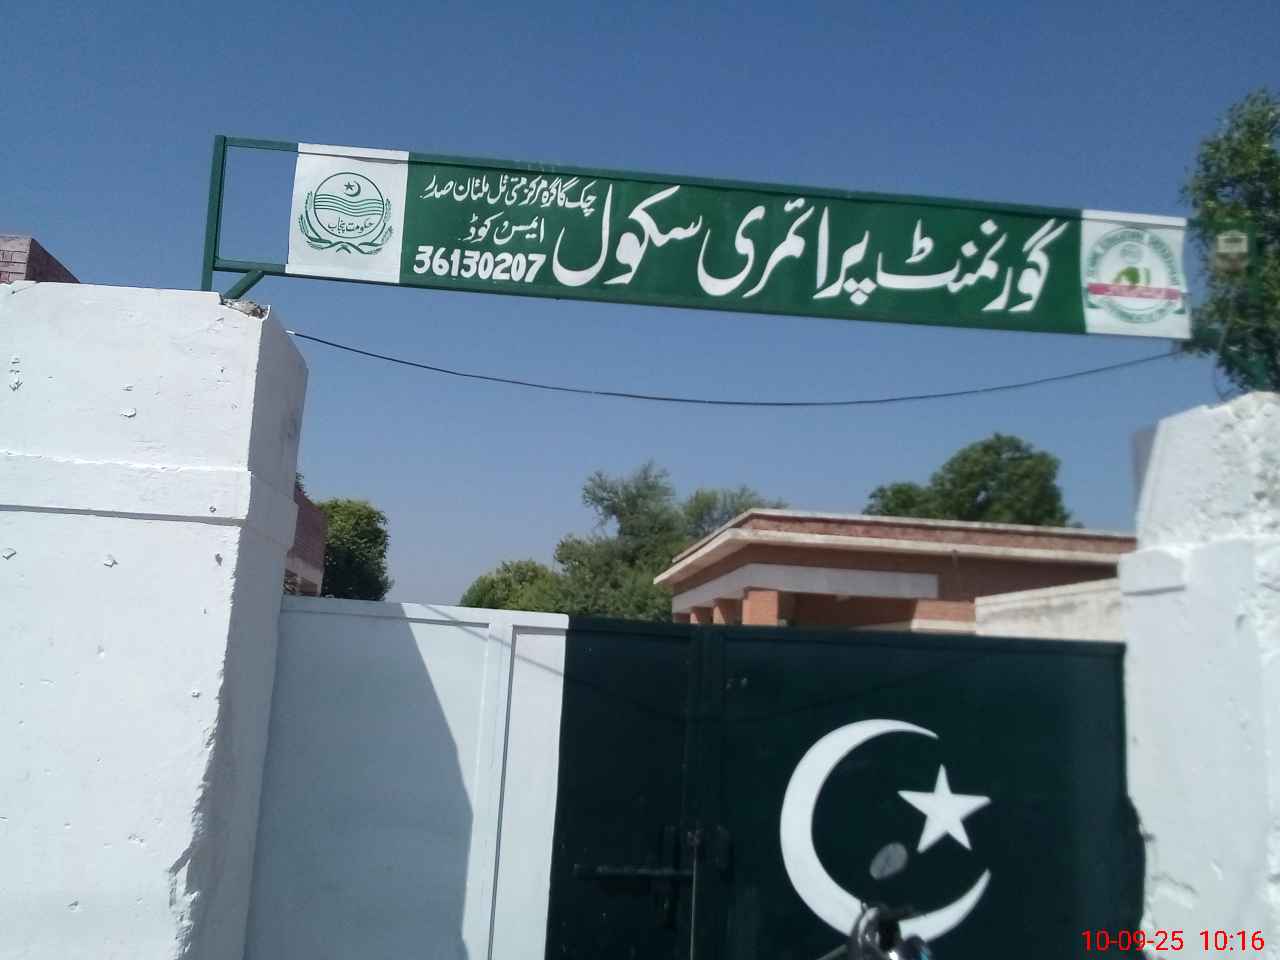 گورنمنٹ پرائمری سکول
چک گاگرہ مرکز متی تل ملتان صدر
ایمس کوڈ
36130207
حکومت پنجاب
10-09-25 10:16